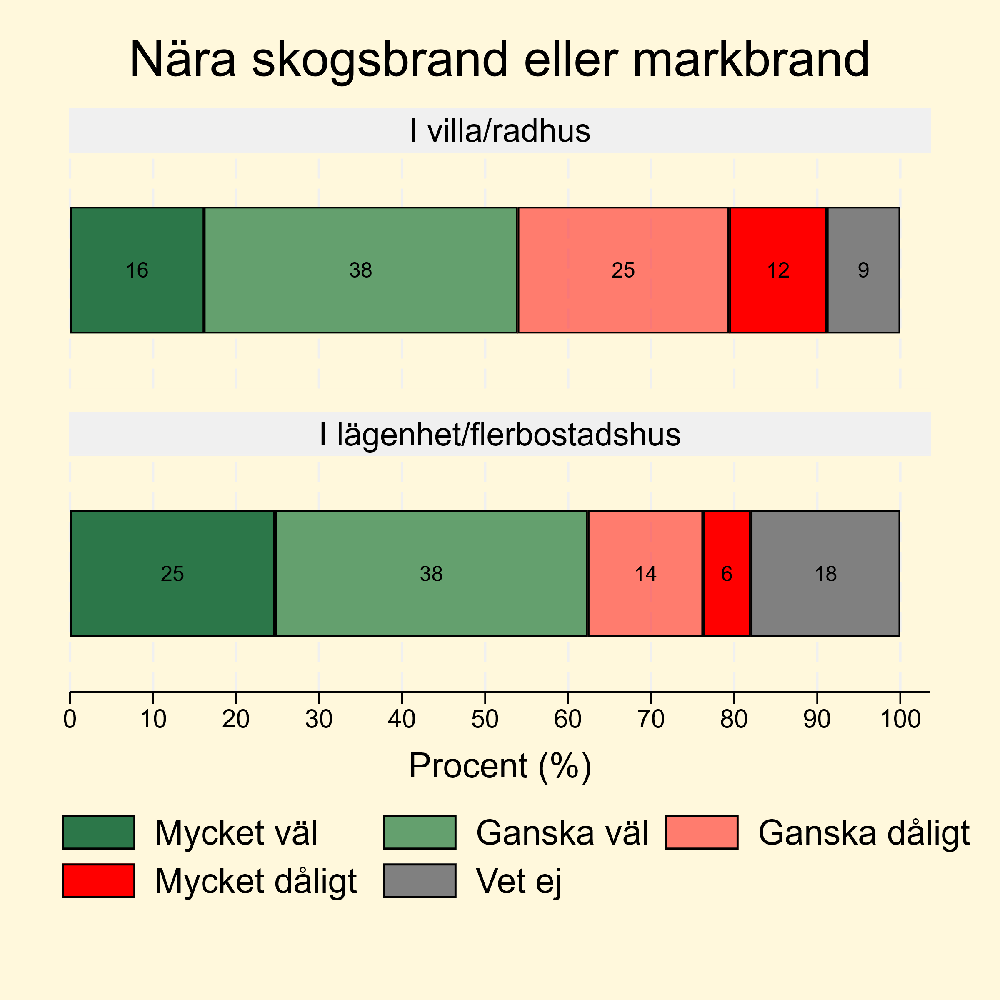 Nära skogsbrand eller markbrand
I villa/radhus
16 38 25 12 9
I lägenhet/flerbostadshus
25 38 14 6 18
0 10 20 30 40 50 60 70 80 90 100
Procent (%)
Mycket väl Ganska väl Ganska dåligt
Mycket dåligt Vet ej